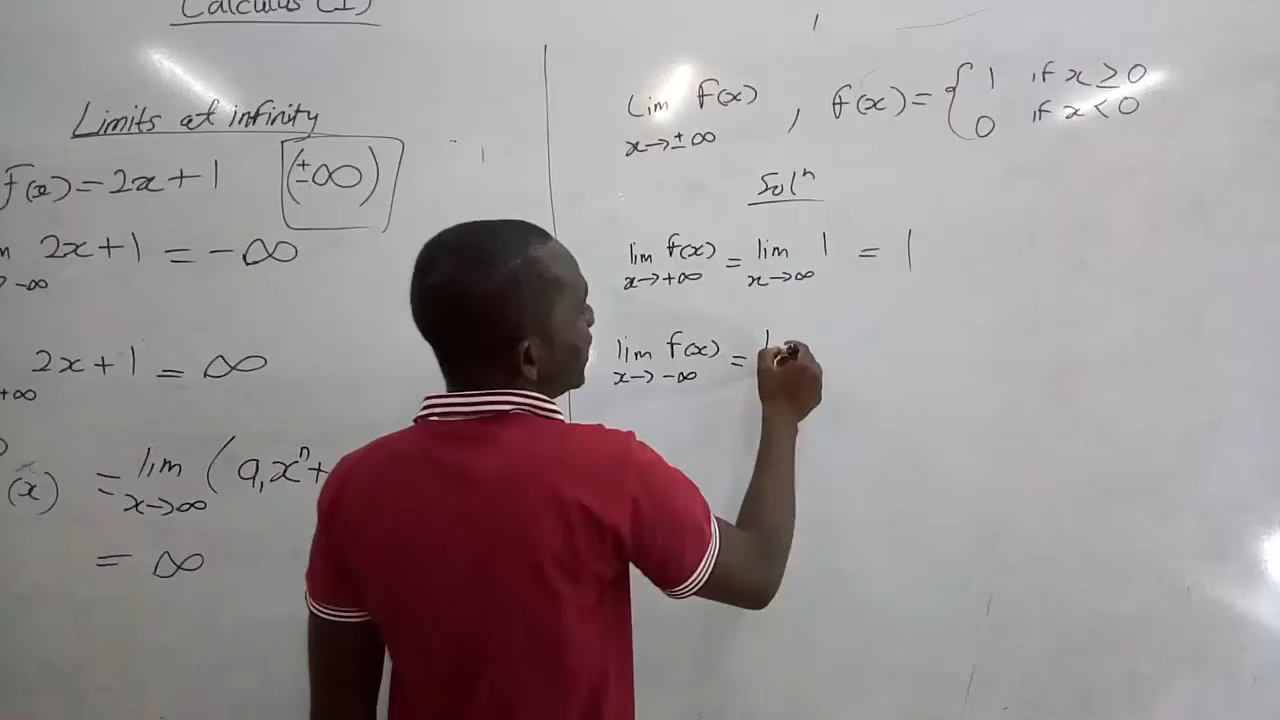 Calculus (I)
Limits at infinity
f(x) = 2x + 1 (±∞)
2x + 1 = -∞
→ -∞
2x + 1 = ∞
+∞
(x) = lim ( a₁xⁿ +
x→∞
= ∞
Lim f(x) , f(x) = { 1 if x ≥ 0
x→±∞ 0 if x < 0
Solⁿ
lim f(x) = lim 1 = 1
x→+∞ x→∞
lim f(x) =
x→-∞